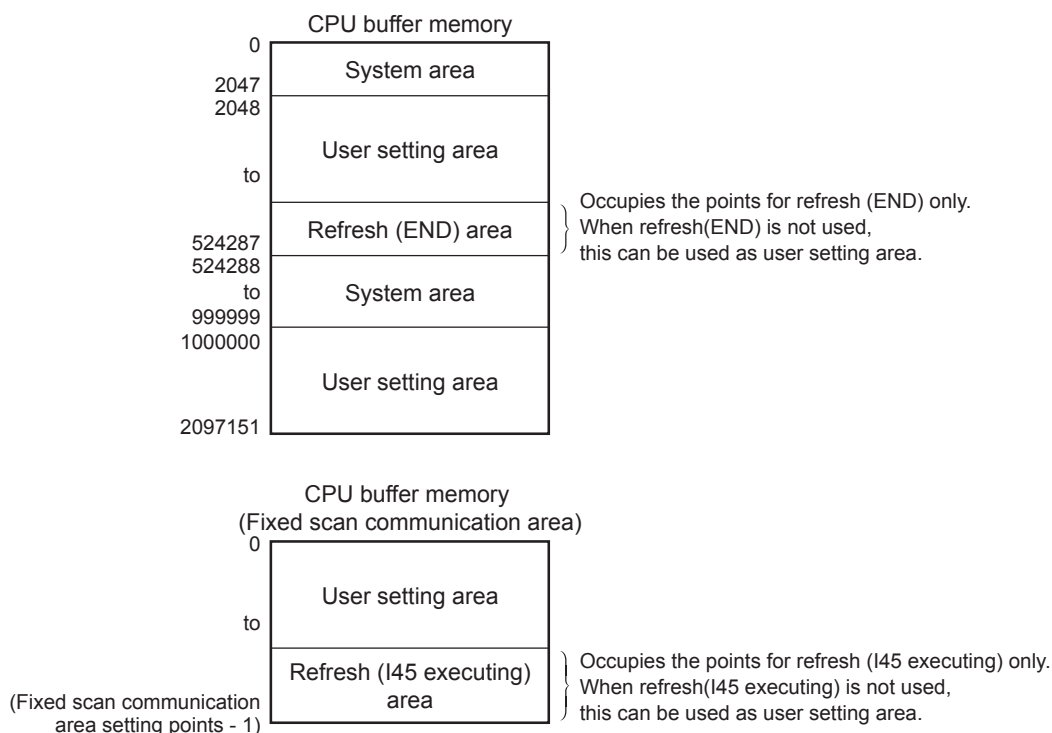 CPU buffer memory
0
System area
2047
2048
User setting area
to
Occupies the points for refresh (END) only.
Refresh (END) area
When refresh(END) is not used,
this can be used as user setting area.
524287
524288
to
System area
999999
1000000
User setting area
2097151
CPU buffer memory
(Fixed scan communication area)
0
User setting area
to
Refresh (I45 executing)
area
Occupies the points for refresh (I45 executing) only.
When refresh(I45 executing) is not used,
this can be used as user setting area.
(Fixed scan communication
area setting points - 1)